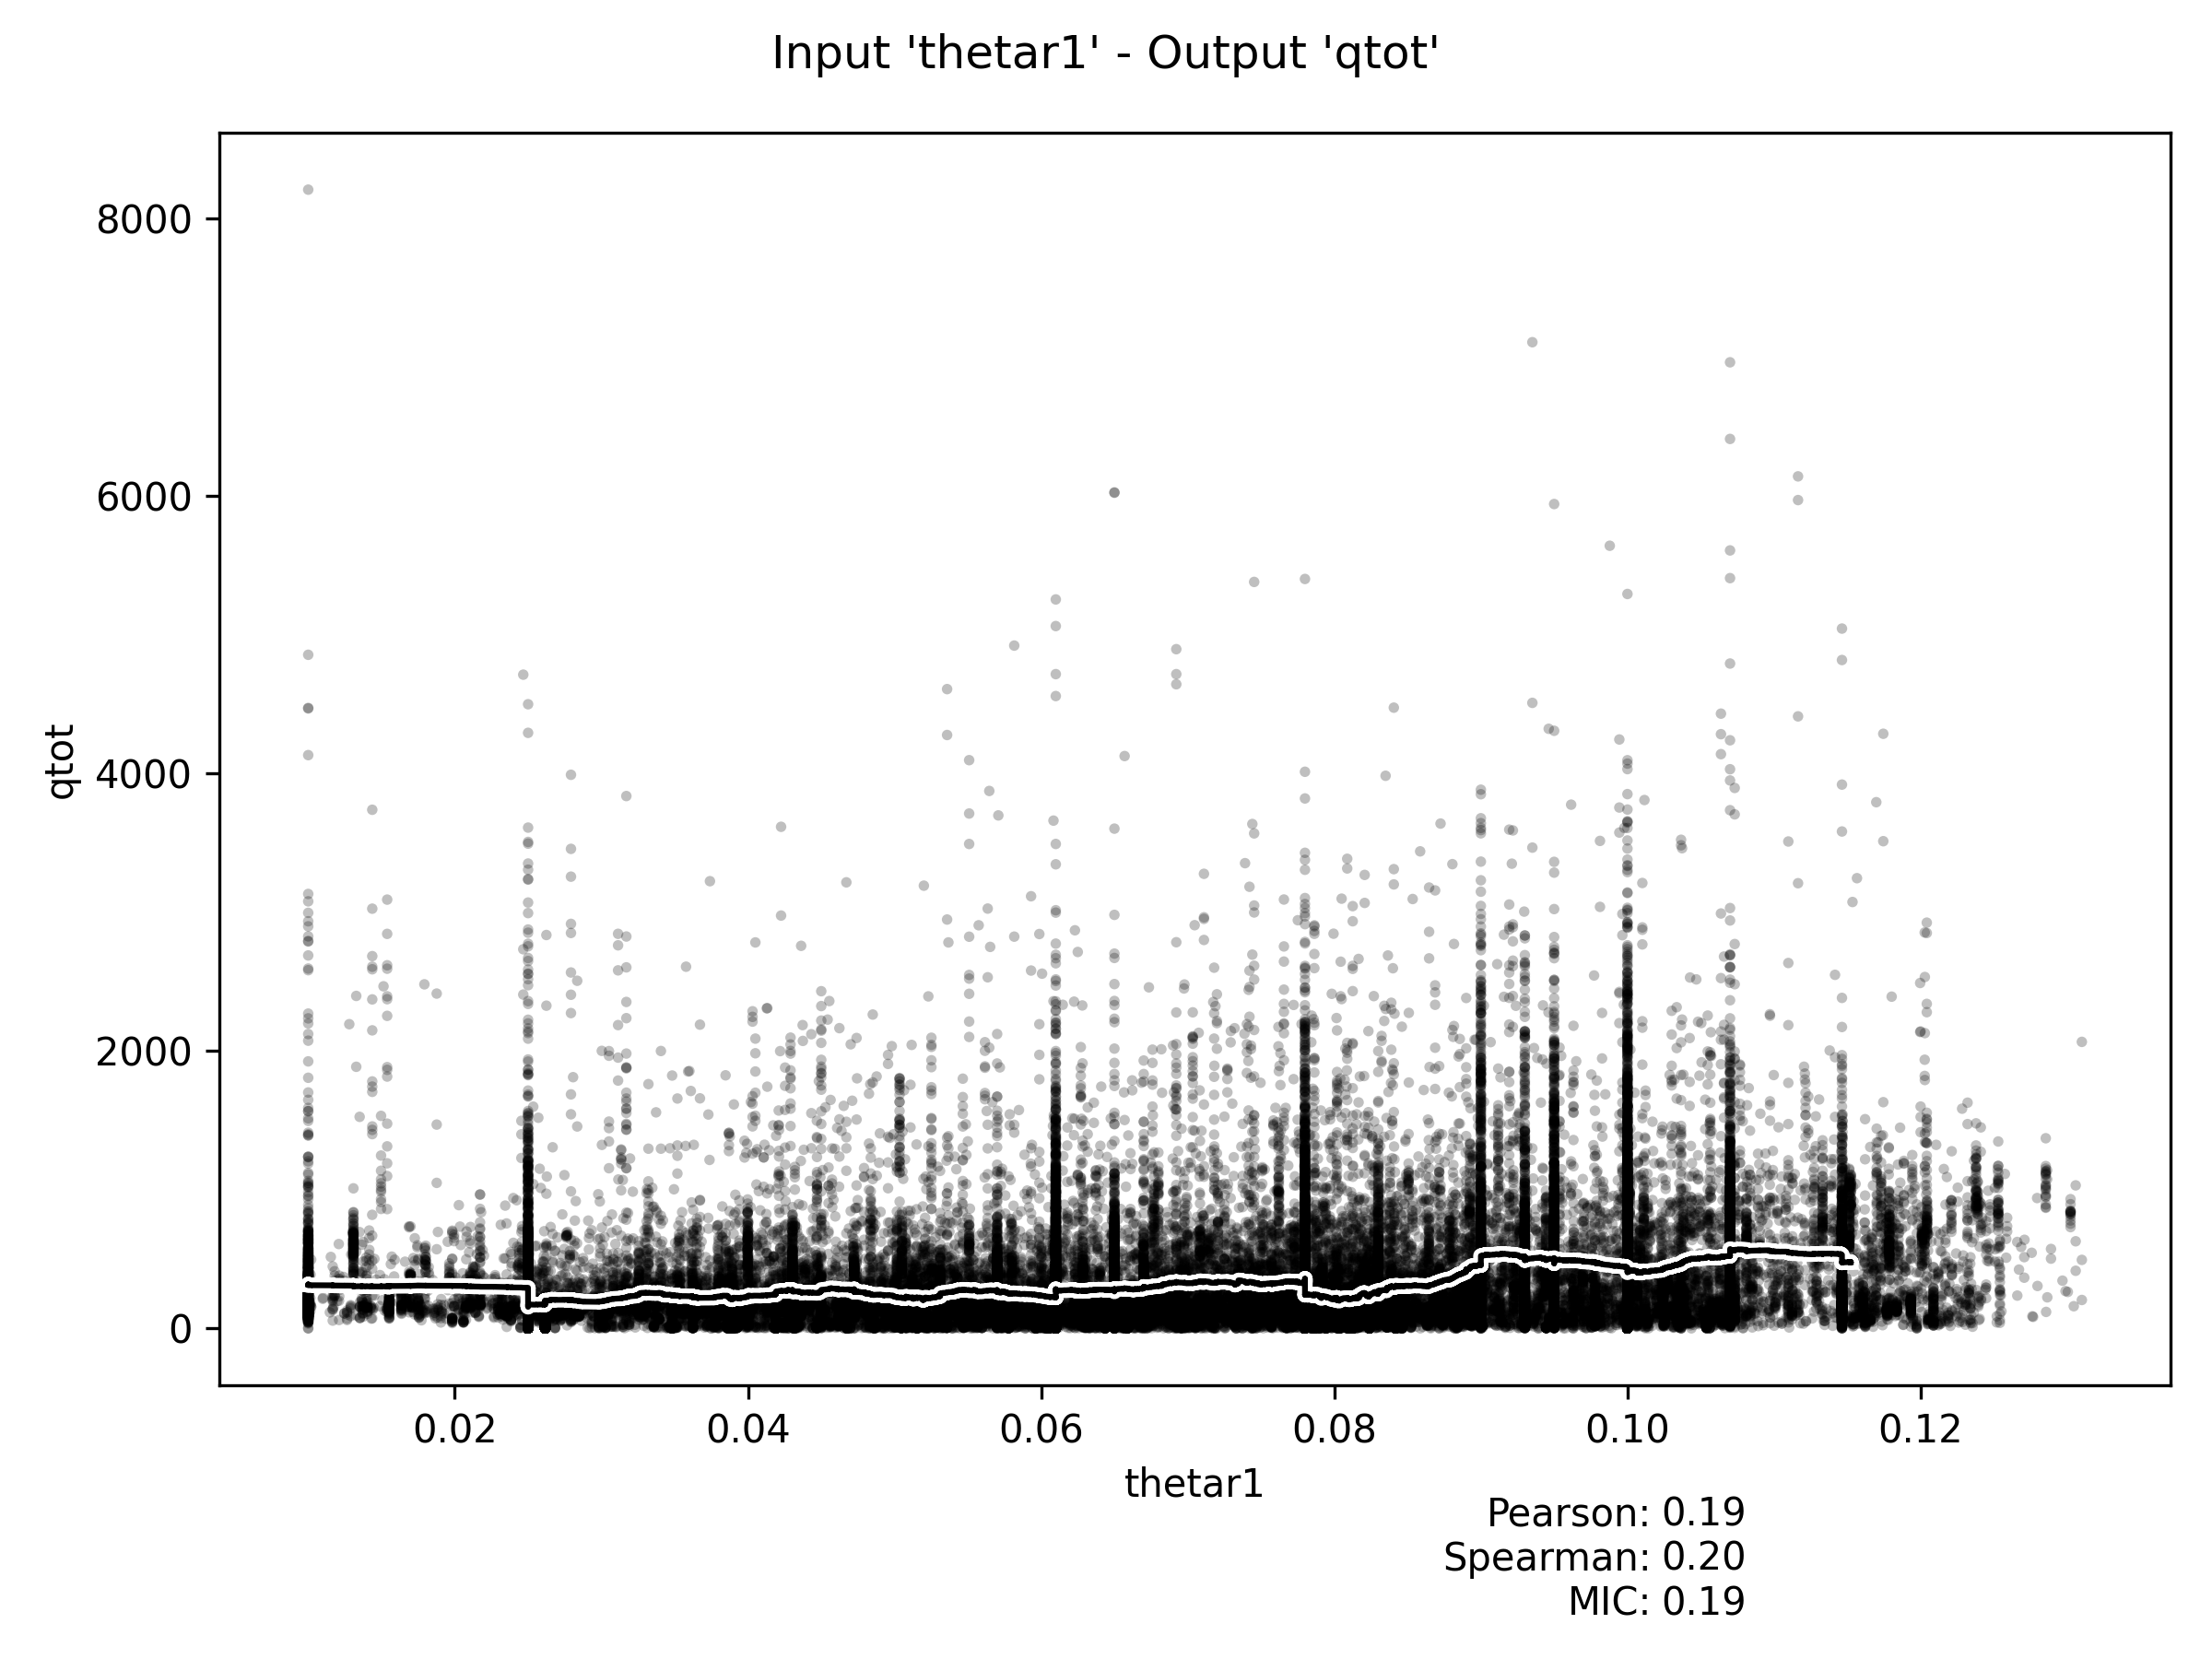 Input 'thetar1' - Output 'qtot'
8000
6000
4000
2000
0
qtot
0.02 0.04 0.06 0.08 0.10 0.12
thetar1
Pearson: 0.19
Spearman: 0.20
MIC: 0.19